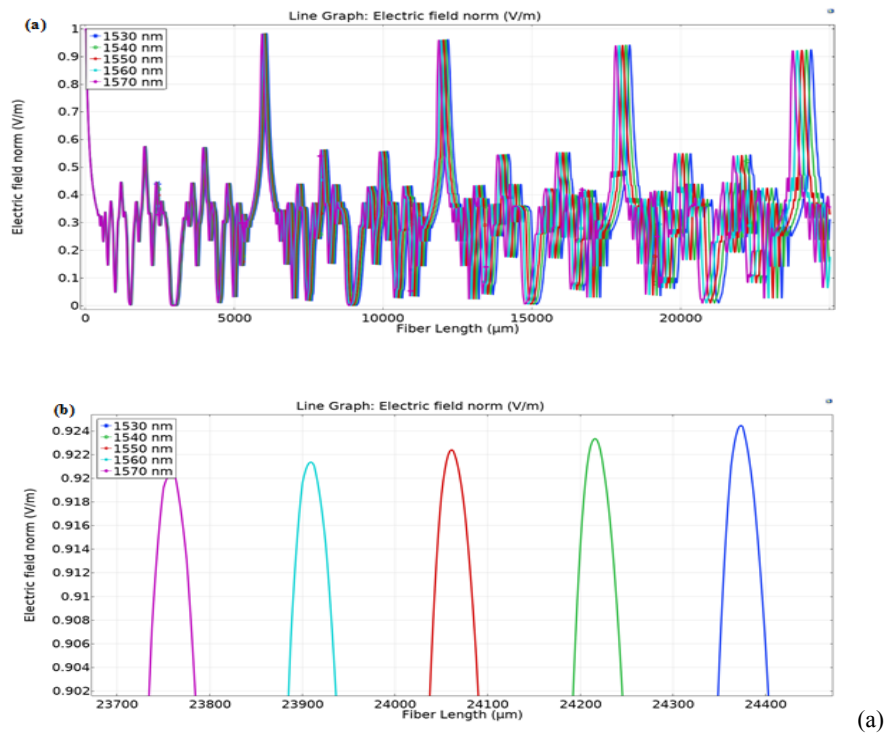 (a)
Line Graph: Electric field norm (V/m)
1
0.9
0.8
0.7
0.6
0.5
0.4
0.3
0.2
0.1
0
Electric field norm (V/m)
1530 nm
1540 nm
1550 nm
1560 nm
1570 nm
0 5000 10000 15000 20000
Fiber Length (µm)
(b)
Line Graph: Electric field norm (V/m)
0.924
0.922
0.92
0.918
0.916
0.914
0.912
0.91
0.908
0.906
0.904
0.902
Electric field norm (V/m)
1530 nm
1540 nm
1550 nm
1560 nm
1570 nm
23700 23800 23900 24000 24100 24200 24300 24400
Fiber Length (µm)
(a)